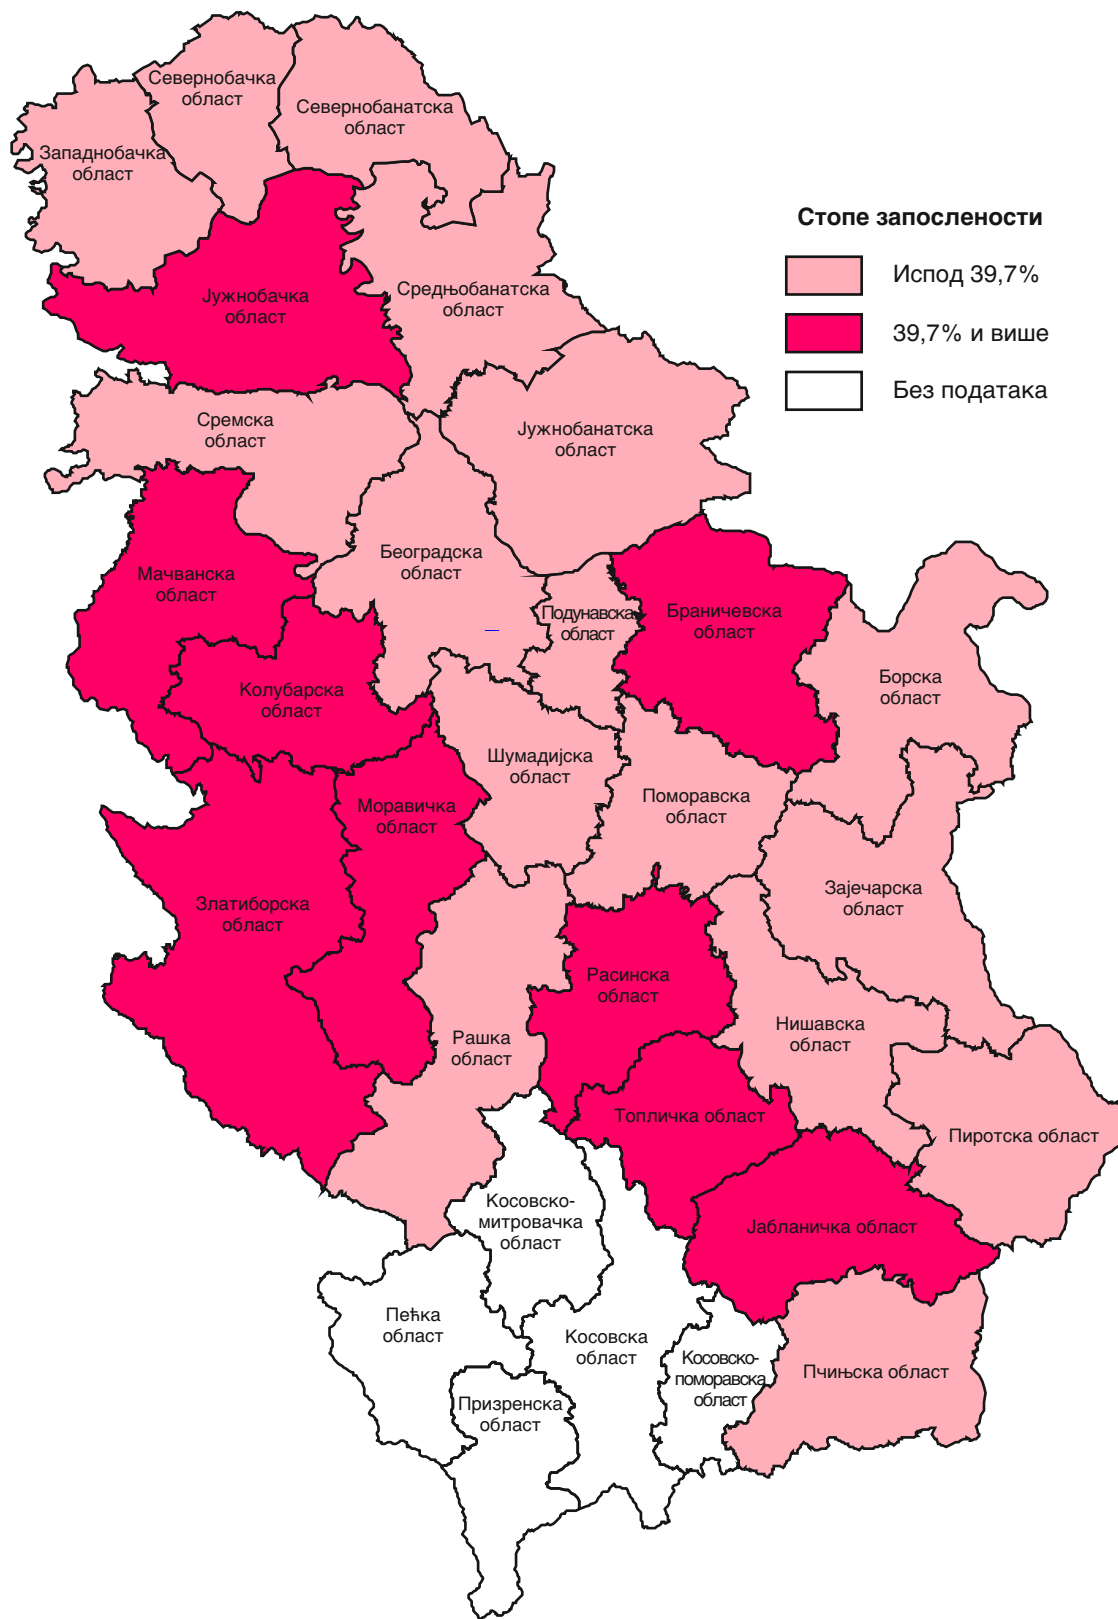 Севернобачка
област
Севернобанатска
област
Западнобачка
област
Стопе запослености
Испод 39,7%
39,7% и више
Без података
Јужнобачка
област
Средњобанатска
област
Сремска
област
Јужнобанатска
област
Београдска
област
Мачванска
област
Подунавска
област
Браничевска
област
Колубарска
област
Борска
област
Шумадијска
област
Моравичка
област
Поморавска
област
Златиборска
област
Зајечарска
област
Расинска
област
Рашка
област
Нишавска
област
Топличка област
Пиротска област
Косовско-
митровачка
област
Јабланичка област
Пећка
област
Косовска
област
Косовско-
поморавска
област
Пчињска област
Призренска
област